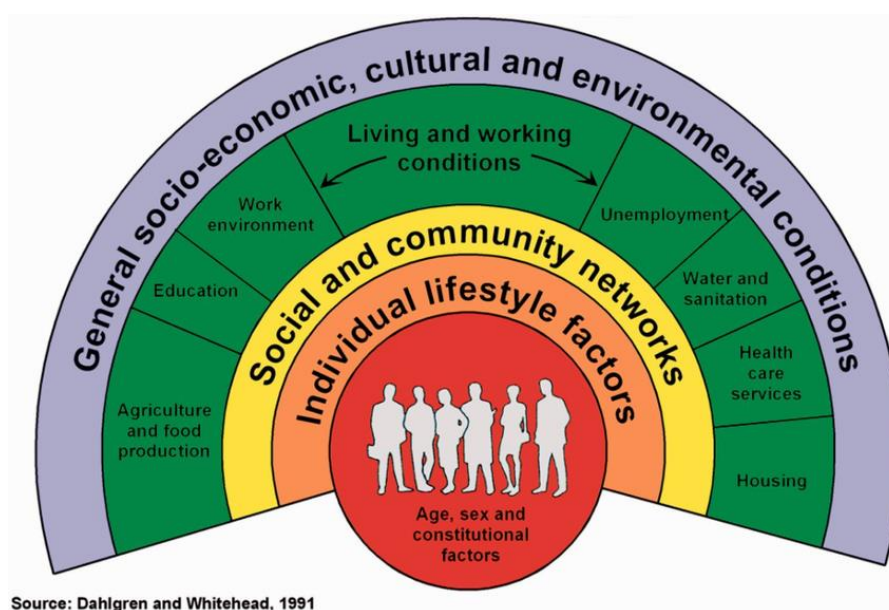 General socio-economic, cultural and environmental conditions
Living and working
conditions
Work
environment
Unemployment
Education
Water and
sanitation
Agriculture
and food
production
Health
care
services
Housing
Social and community networks
Individual lifestyle factors
Age, sex and
constitutional
factors
Source: Dahlgren and Whitehead, 1991